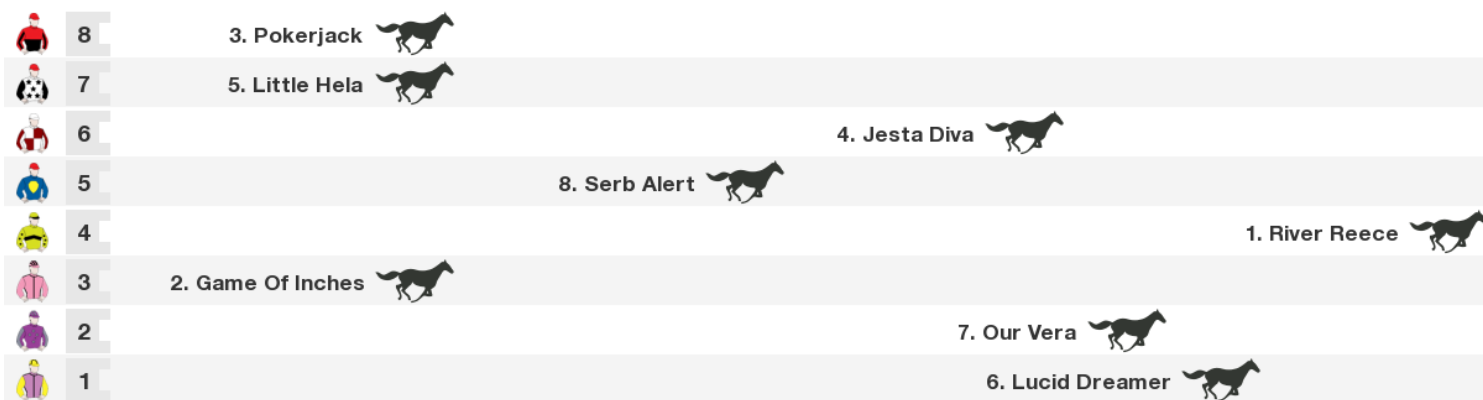 8 3. Pokerjack
7 5. Little Hela
6 4. Jesta Diva
5 8. Serb Alert
4 1. River Reece
3 2. Game Of Inches
2 7. Our Vera
1 6. Lucid Dreamer